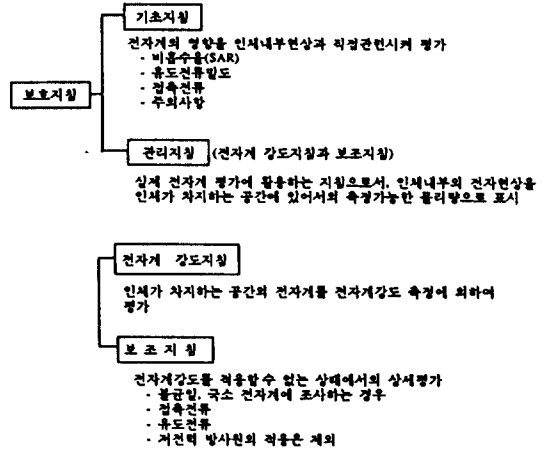 기초지침
전자계의 영향을 인체내부현상과 직접관련시켜 평가
- 비흡수율(SAR)
- 유도전류밀도
- 접촉전류
- 주의사항
보호지침
관리지침 (전자계 강도지침과 보조지침)
실제 전자계 평가에 활용하는 지침으로서, 인체내부의 전자현상을
인체가 차지하는 공간에 있어서의 측정가능한 물리량으로 표시
전자계 강도지침
인체가 차지하는 공간의 전자계를 전자계강도 측정에 의하여
평가
보 조 지 침
전자계강도를 적용할수 없는 상태에서의 상세평가
- 불균일, 국소 전자계에 조사하는 경우
- 접촉전류
- 유도전류
- 저전력 방사원의 적용은 제외